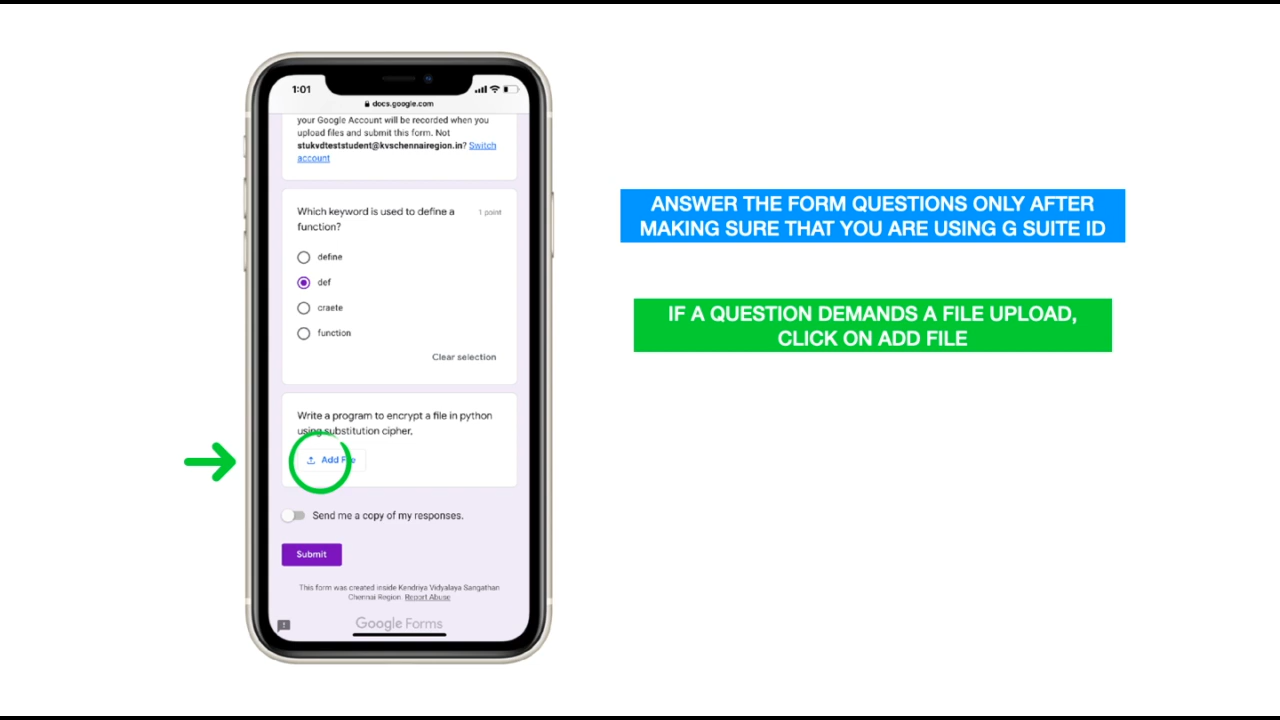 1:01
docs.google.com
your Google Account will be recorded when you
upload files and submit this form. Not
stukvdteststudent@kvschennairegion.in? Switch
account
Which keyword is used to define a 1 point
function?
define
def
craete
function
Clear selection
Write a program to encrypt a file in python
using substitution cipher.
Add File
Send me a copy of my responses.
Submit
This form was created inside Kendriya Vidyalaya Sangathan
Chennai Region. Report Abuse
Google Forms
ANSWER THE FORM QUESTIONS ONLY AFTER
MAKING SURE THAT YOU ARE USING G SUITE ID
IF A QUESTION DEMANDS A FILE UPLOAD,
CLICK ON ADD FILE